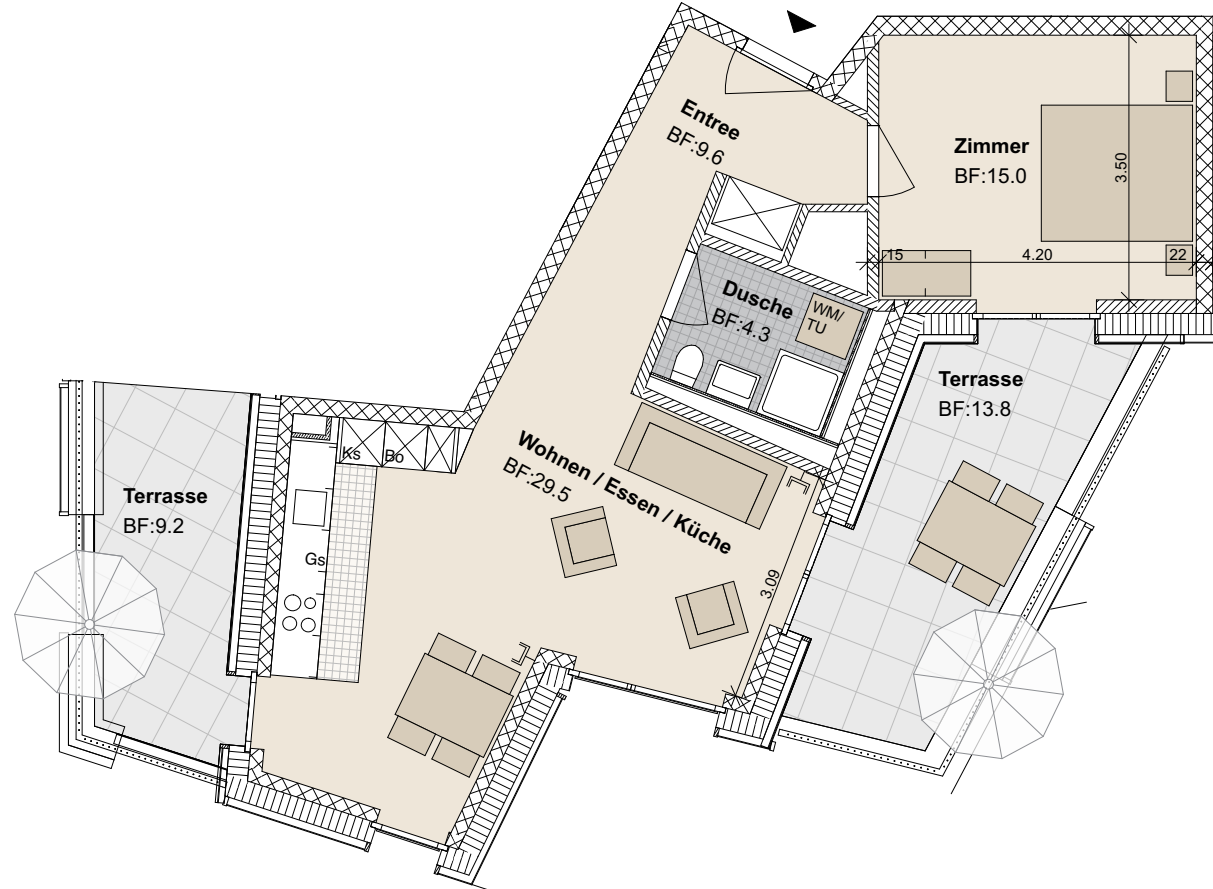 Entree
BF:9.6
Zimmer
BF:15.0
3.50
15
4.20
22
Dusche
BF:4.3
WM/
TU
Terrasse
BF:13.8
Ks
Bo
Wohnen / Essen / Küche
BF:29.5
Terrasse
BF:9.2
Gs
3.09